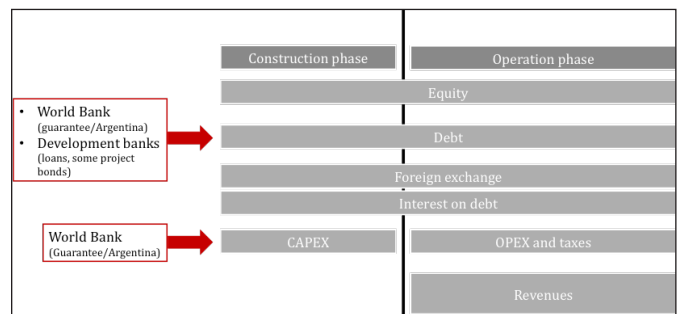 Construction phase
Operation phase
Equity
• World Bank
(guarantee/Argentina)
• Development banks
(loans, some project
bonds)
Debt
Foreign exchange
Interest on debt
World Bank
(Guarantee/Argentina)
CAPEX
OPEX and taxes
Revenues